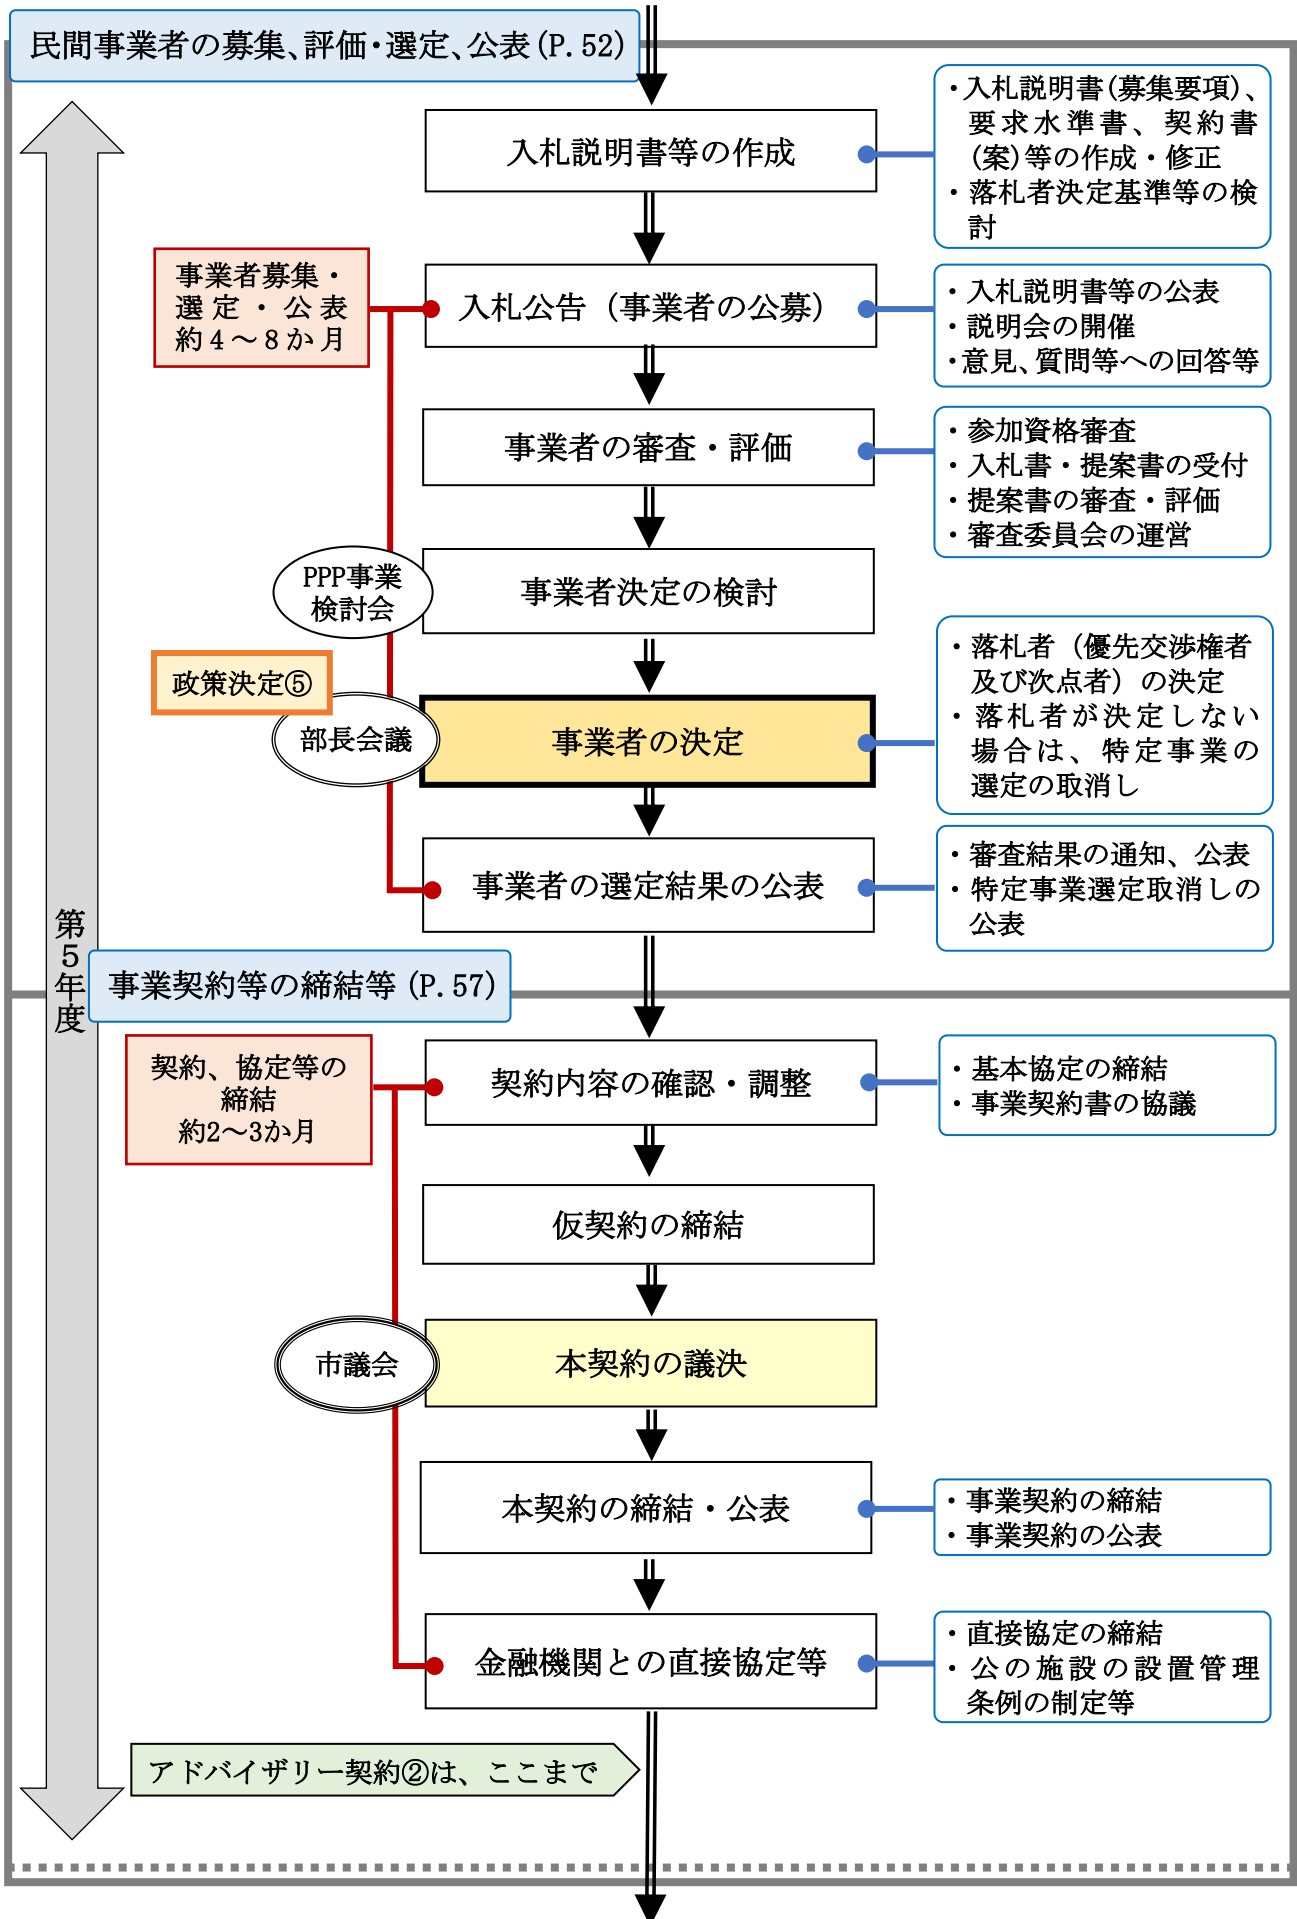 民間事業者の募集、評価・選定、公表(P.52)
入札説明書等の作成
・入札説明書(募集要項)、
要求水準書、契約書
(案)等の作成・修正
・落札者決定基準等の検
討
事業者募集・
選定・公表
約4～8か月
入札公告（事業者の公募）
・入札説明書等の公表
・説明会の開催
・意見、質問等への回答等
事業者の審査・評価
・参加資格審査
・入札書・提案書の受付
・提案書の審査・評価
・審査委員会の運営
PPP事業
検討会
事業者決定の検討
政策決定⑤
部長会議
事業者の決定
・落札者（優先交渉権者
及び次点者）の決定
・落札者が決定しない
場合は、特定事業の
選定の取消し
事業者の選定結果の公表
・審査結果の通知、公表
・特定事業選定取消しの
公表
第5年度
事業契約等の締結等(P.57)
契約、協定等の
締結
約2～3か月
契約内容の確認・調整
・基本協定の締結
・事業契約書の協議
仮契約の締結
市議会
本契約の議決
本契約の締結・公表
・事業契約の締結
・事業契約の公表
金融機関との直接協定等
・直接協定の締結
・公の施設の設置管理
条例の制定等
アドバイザリー契約②は、ここまで